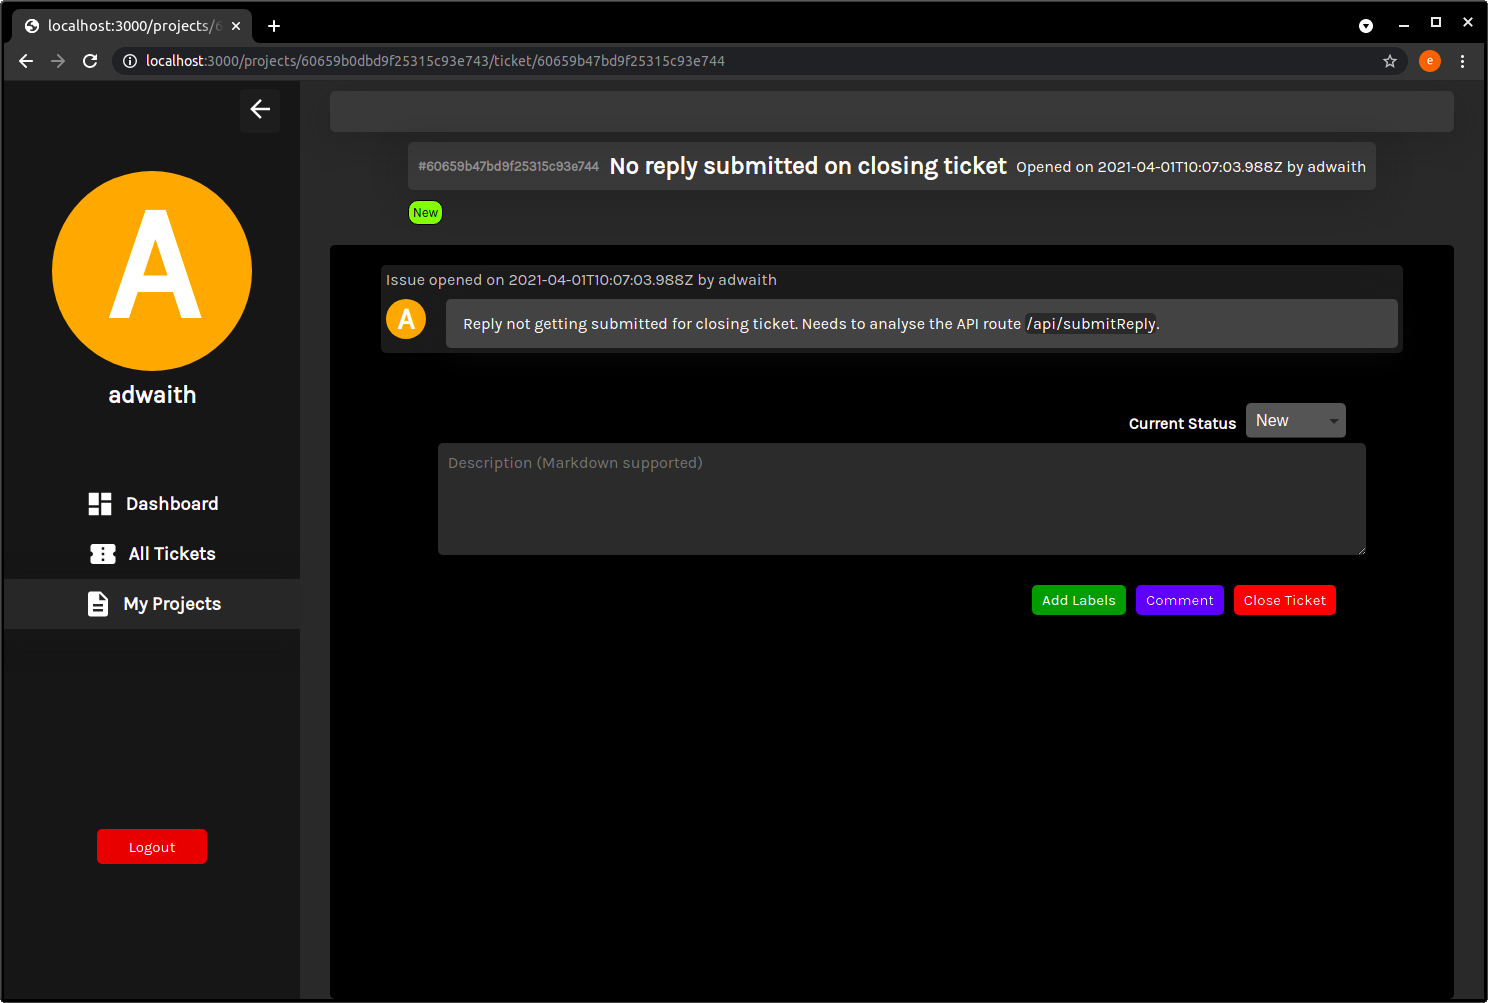 localhost:3000/projects/6
localhost:3000/projects/60659b0dbd9f25315c93e743/ticket/60659b47bd9f25315c93e744
e
A
adwaith
Dashboard
All Tickets
My Projects
Logout
#60659b47bd9f25315c93e744 No reply submitted on closing ticket Opened on 2021-04-01T10:07:03.988Z by adwaith
New
Issue opened on 2021-04-01T10:07:03.988Z by adwaith
A
Reply not getting submitted for closing ticket. Needs to analyse the API route /api/submitReply.
Current Status New
Description (Markdown supported)
Add Labels Comment Close Ticket